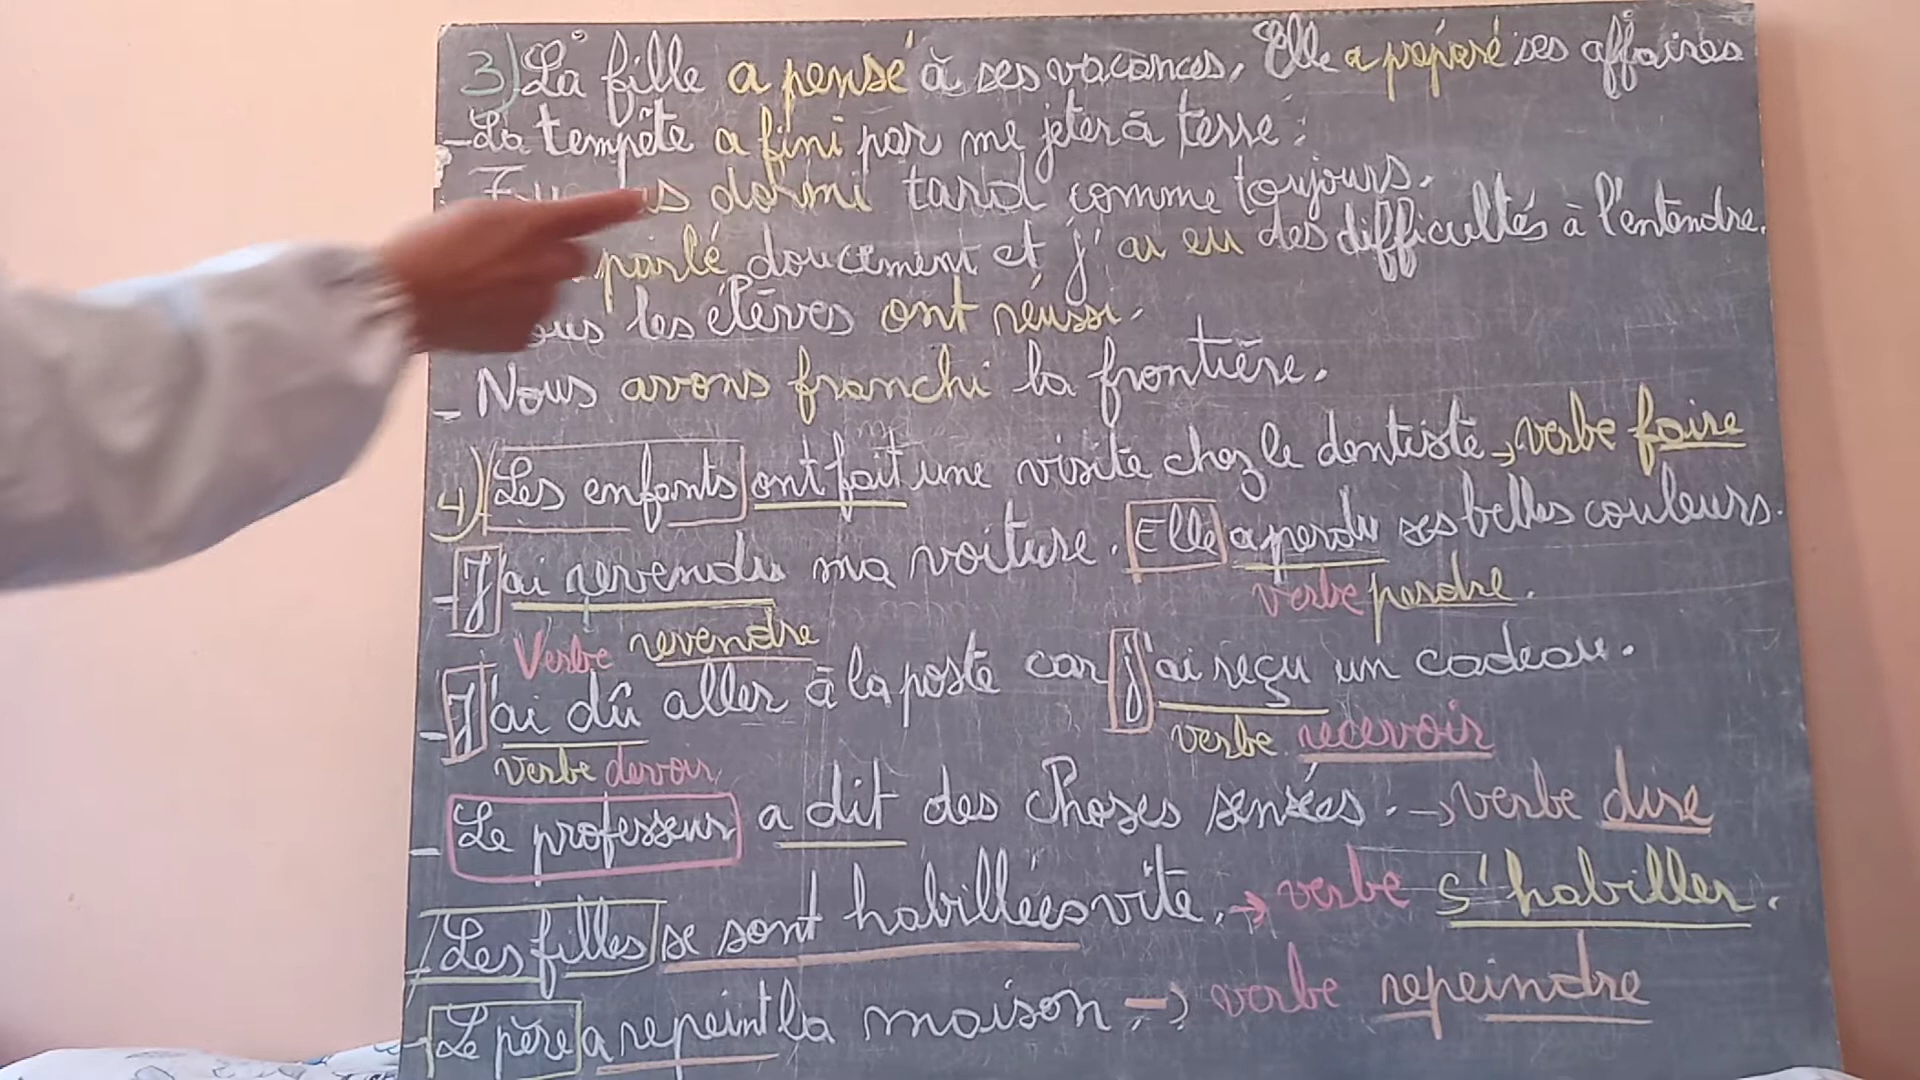 3) La fille a pensé à ses vacances. Elle a préparé ses affaires
- La tempête a fini par me jeter à terre.
dormi tard comme toujours.
parlé doucement et j'ai eu des difficultés à l'entendre.
les élèves ont réussi.
- Nous avons franchi la frontière.
4) Les enfants ont fait une visite chez le dentiste → verbe faire
- J'ai revendu ma voiture. Elle a perdu ses belles couleurs.
Verbe revendre verbe perdre.
- J'ai dû aller à la poste car j'ai reçu un cadeau.
verbe devoir verbe recevoir
- Le professeur a dit des choses sensées. → verbe dire
- Les filles se sont habillées vite. → verbe s'habiller.
- Le père a repeint la maison. → verbe repeindre